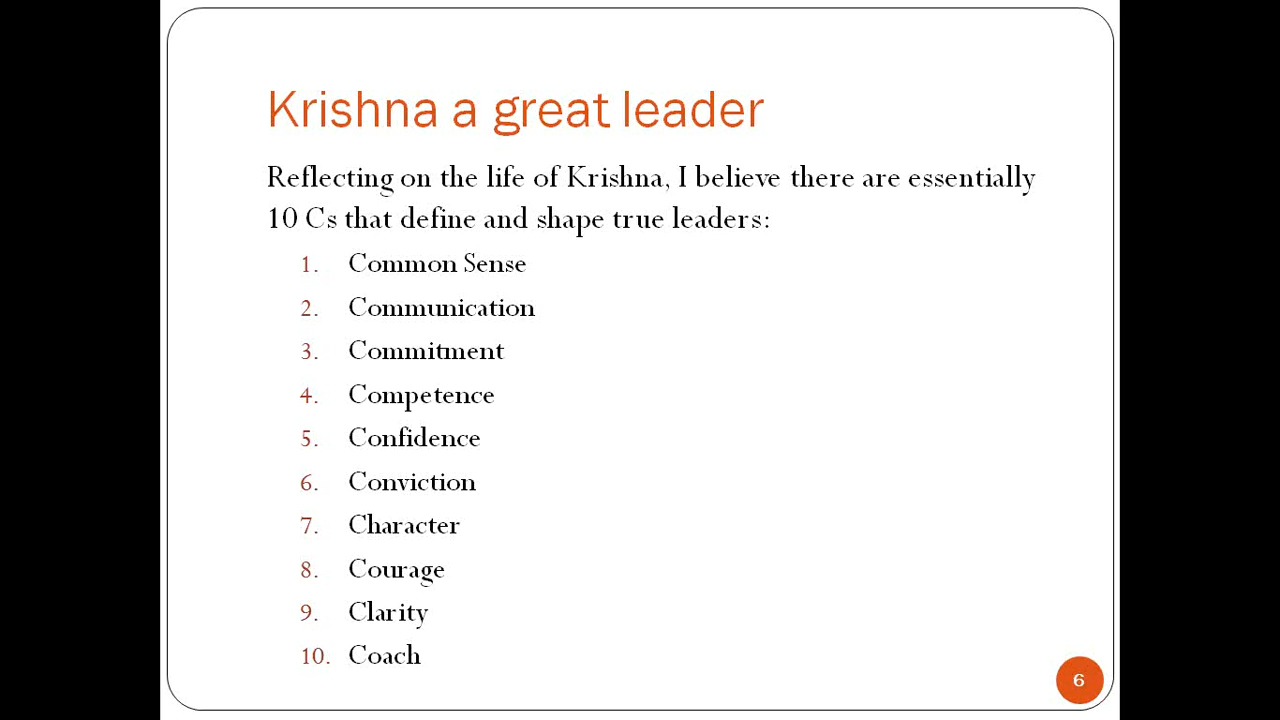 Krishna a great leader
Reflecting on the life of Krishna, I believe there are essentially
10 Cs that define and shape true leaders:
1. Common Sense
2. Communication
3. Commitment
4. Competence
5. Confidence
6. Conviction
7. Character
8. Courage
9. Clarity
10. Coach
6